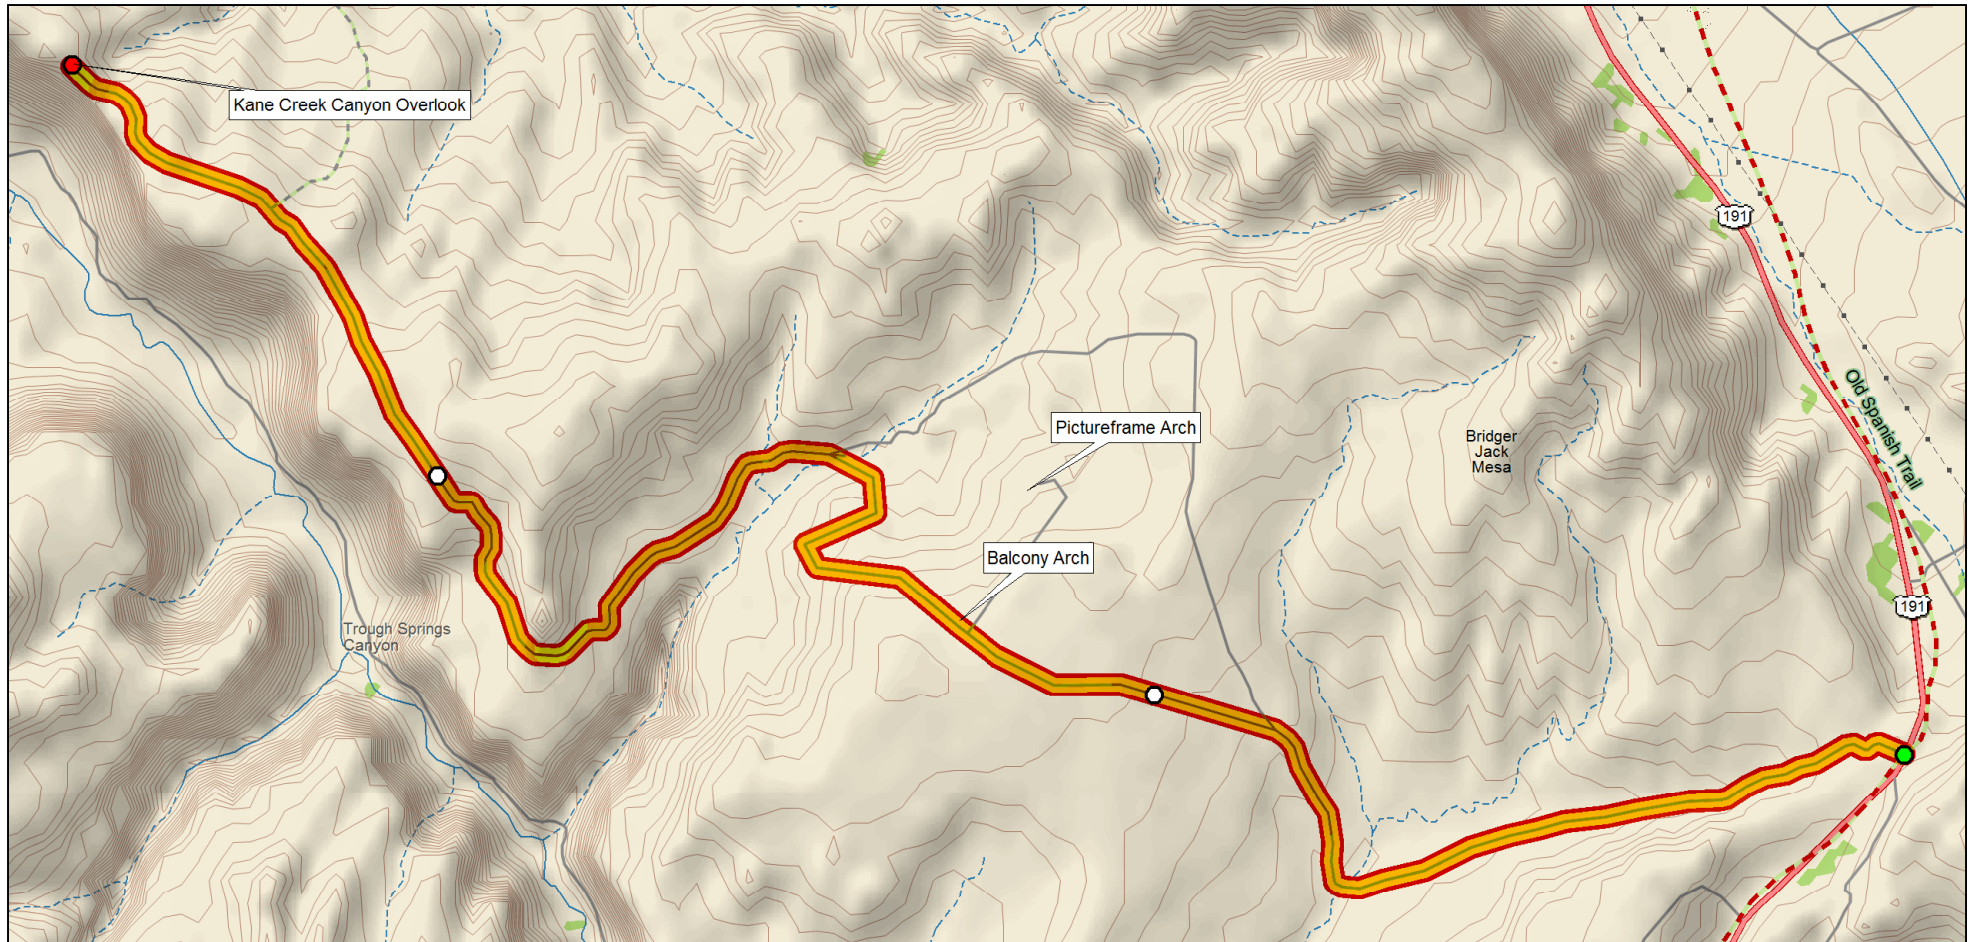 Kane Creek Canyon Overlook
191
Old Spanish Trail
Pictureframe Arch
Bridger
Jack
Mesa
Balcony Arch
191
Trough Springs
Canyon